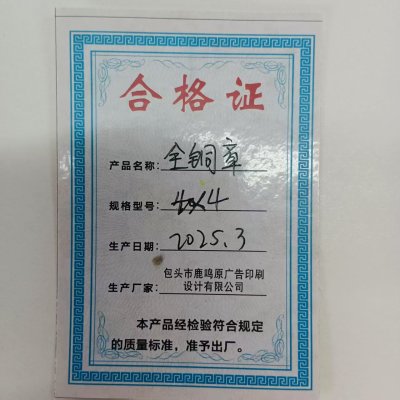 合格证
产品名称：全铜章
规格型号：4×4
生产日期：2025.3
包头市鹿鸣原广告印刷
生产厂家：设计有限公司
本产品经检验符合规定
的质量标准，准予出厂。